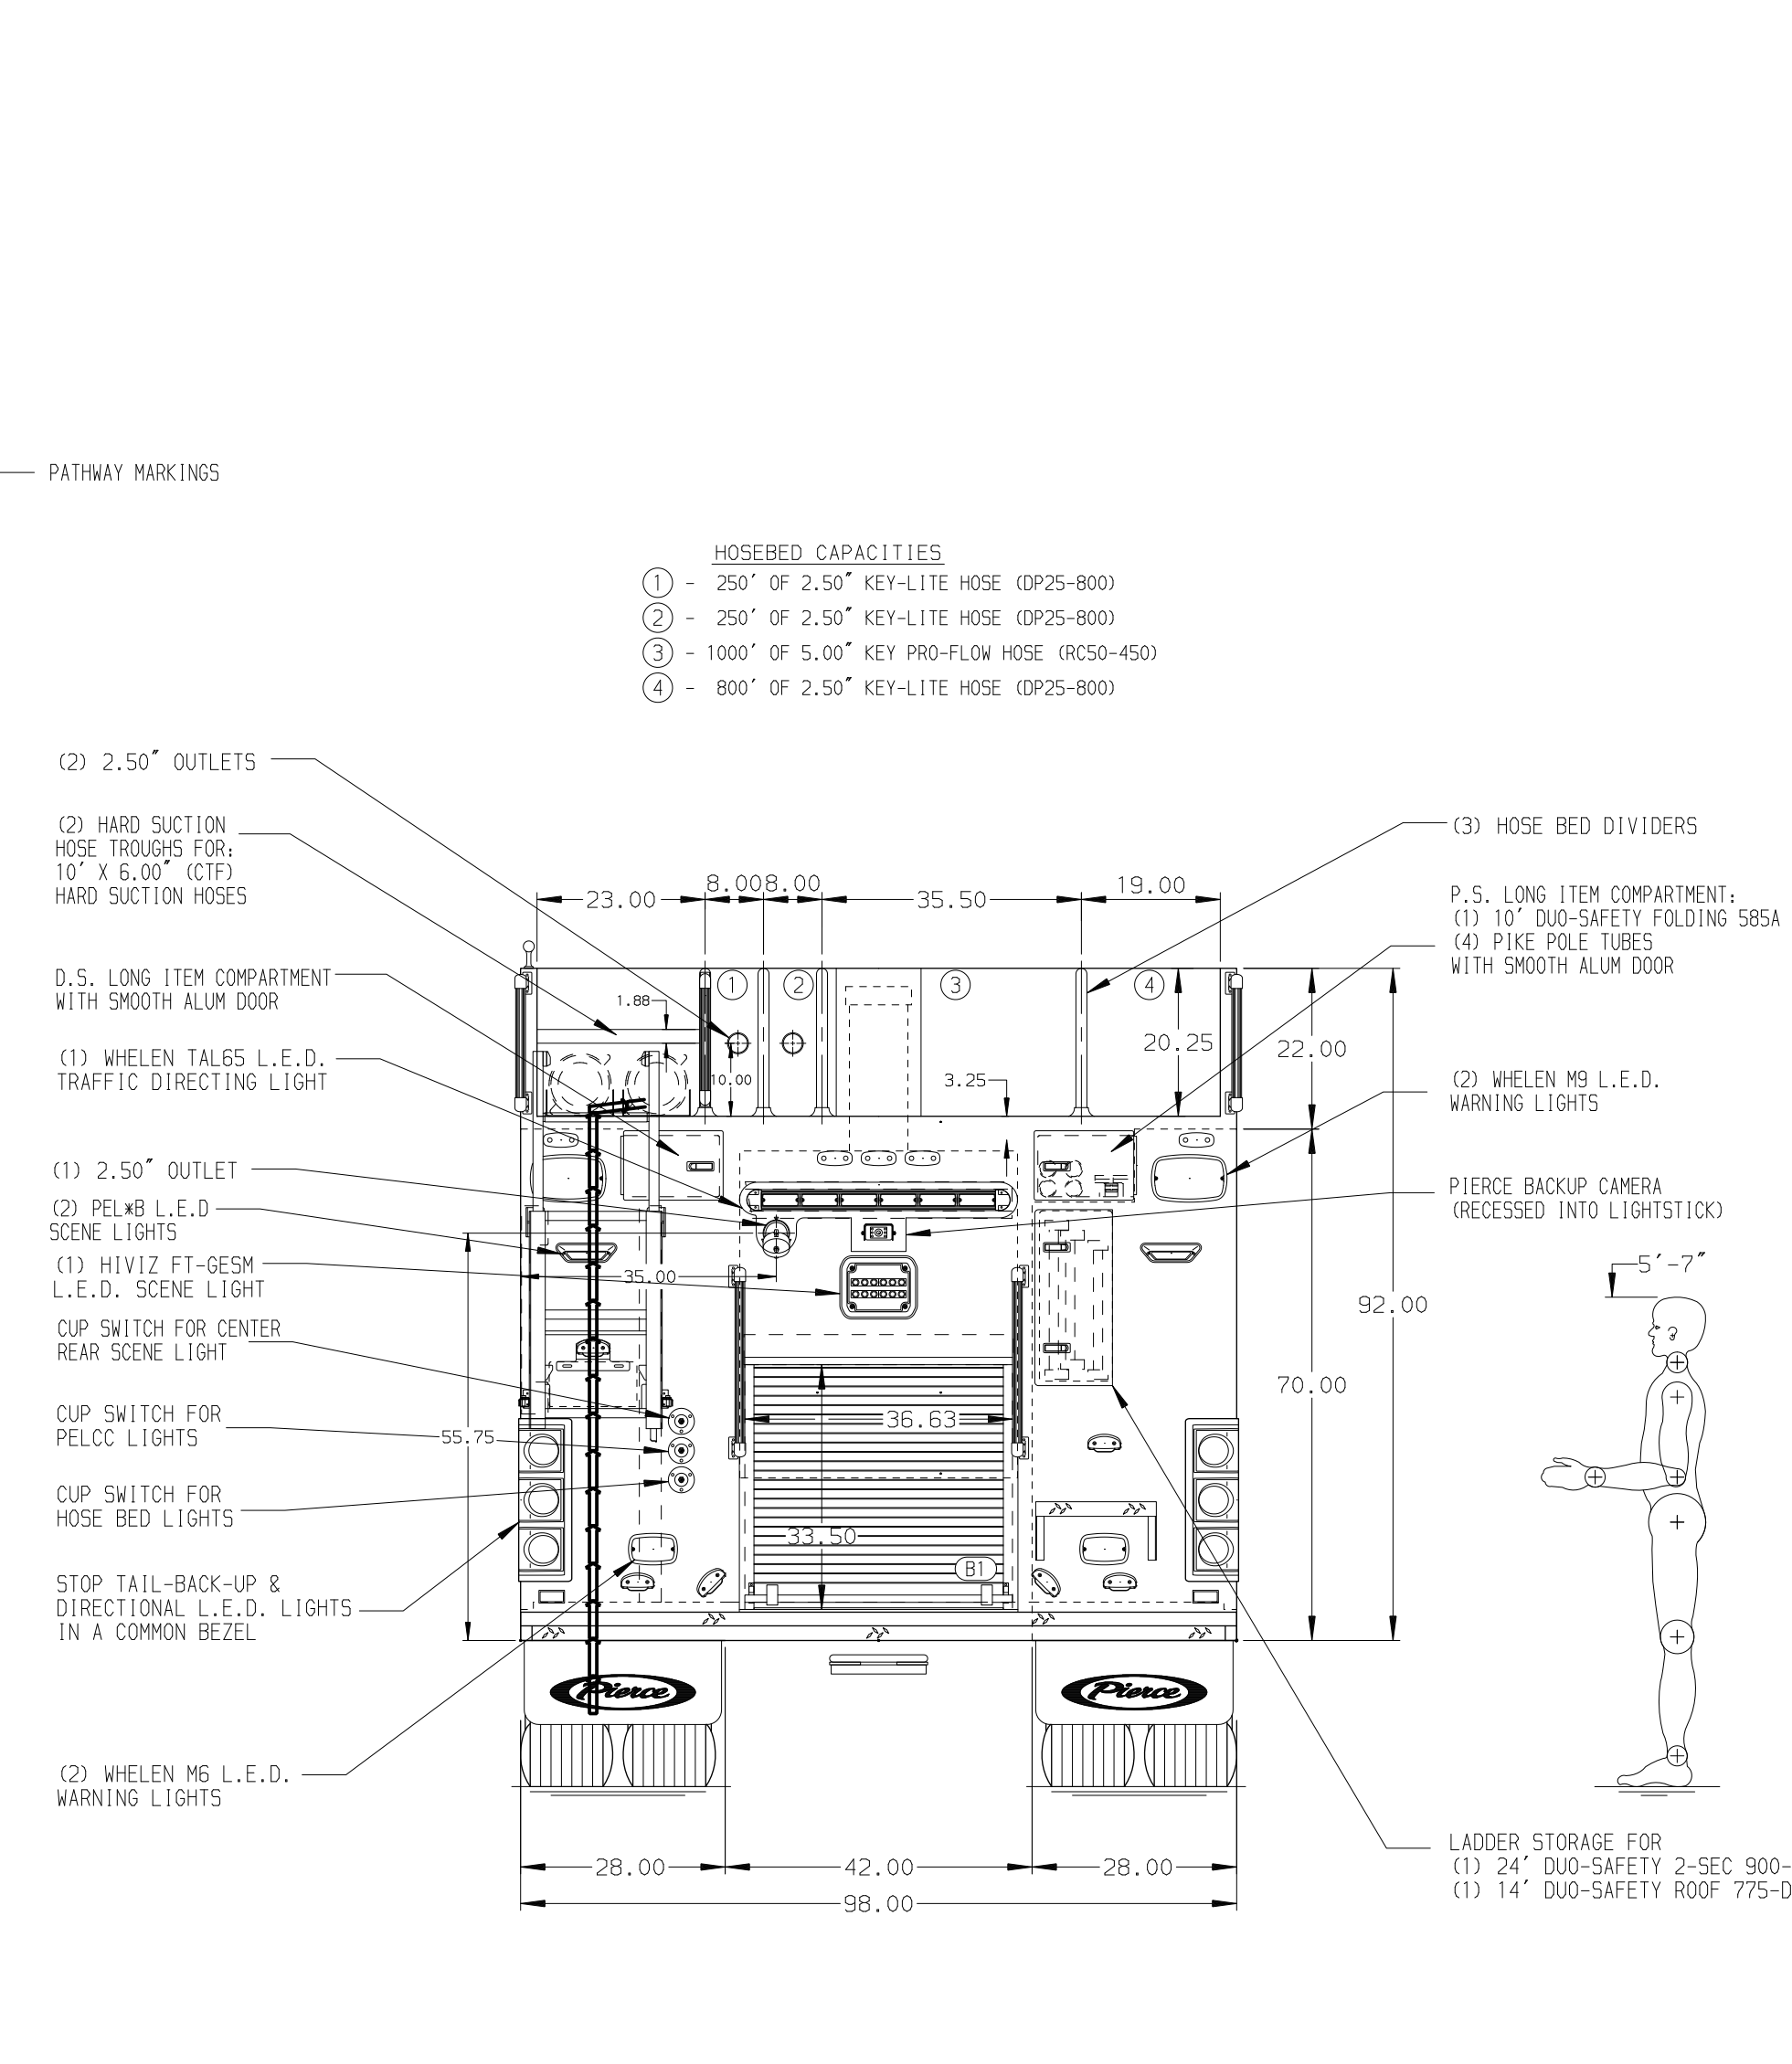 PATHWAY MARKINGS
HOSEBED CAPACITIES
1 - 250' OF 2.50" KEY-LITE HOSE (DP25-800)
2 - 250' OF 2.50" KEY-LITE HOSE (DP25-800)
3 - 1000' OF 5.00" KEY PRO-FLOW HOSE (RC50-450)
4 - 800' OF 2.50" KEY-LITE HOSE (DP25-800)
(2) 2.50" OUTLETS
(2) HARD SUCTION
HOSE TROUGHS FOR:
10' X 6.00" (CTF)
HARD SUCTION HOSES
D.S. LONG ITEM COMPARTMENT
WITH SMOOTH ALUM DOOR
(1) WHELEN TAL65 L.E.D.
TRAFFIC DIRECTING LIGHT
(1) 2.50" OUTLET
(2) PEL*B L.E.D
SCENE LIGHTS
(1) HIVIZ FT-GESM
L.E.D. SCENE LIGHT
CUP SWITCH FOR CENTER
REAR SCENE LIGHT
CUP SWITCH FOR
PELCC LIGHTS
CUP SWITCH FOR
HOSE BED LIGHTS
STOP TAIL-BACK-UP &
DIRECTIONAL L.E.D. LIGHTS
IN A COMMON BEZEL
(2) WHELEN M6 L.E.D.
WARNING LIGHTS
23.00
8.00
8.00
35.50
19.00
1
2
3
4
1.88
10.00
3.25
20.25
22.00
35.00
55.75
36.63
33.50
B1
70.00
92.00
Pierce
Pierce
28.00
42.00
28.00
98.00
(3) HOSE BED DIVIDERS
P.S. LONG ITEM COMPARTMENT:
(1) 10' DUO-SAFETY FOLDING 585A
(4) PIKE POLE TUBES
WITH SMOOTH ALUM DOOR
(2) WHELEN M9 L.E.D.
WARNING LIGHTS
PIERCE BACKUP CAMERA
(RECESSED INTO LIGHTSTICK)
5'-7"
LADDER STORAGE FOR
(1) 24' DUO-SAFETY 2-SEC 900-
(1) 14' DUO-SAFETY ROOF 775-D